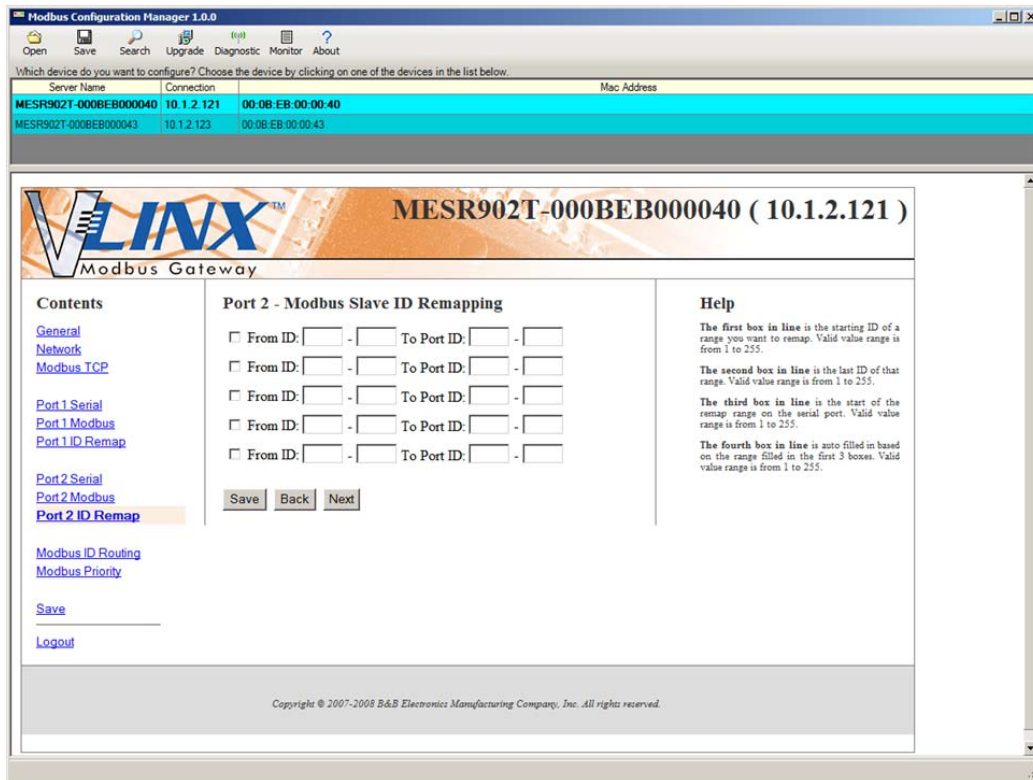 Modbus Configuration Manager 1.0.0
Open Save Search Upgrade Diagnostic Monitor About
Which device do you want to configure? Choose the device by clicking on one of the devices in the list below.
Server Name Connection Mac Address
MESR902T-000BEB000040 10.1.2.121 00:0B:EB:00:00:40
MESR902T-000BEB000043 10.1.2.123 00:0B:EB:00:00:43
VLINX™
Modbus Gateway
MESR902T-000BEB000040 ( 10.1.2.121 )
Contents
General
Network
Modbus TCP
Port 1 Serial
Port 1 Modbus
Port 1 ID Remap
Port 2 Serial
Port 2 Modbus
Port 2 ID Remap
Modbus ID Routing
Modbus Priority
Save
Logout
Port 2 - Modbus Slave ID Remapping
From ID: - To Port ID: -
From ID: - To Port ID: -
From ID: - To Port ID: -
From ID: - To Port ID: -
From ID: - To Port ID: -
Save Back Next
Help
The first box in line is the starting ID of a
range you want to remap. Valid value range is
from 1 to 255.
The second box in line is the last ID of that
range. Valid value range is from 1 to 255.
The third box in line is the start of the
remap range on the serial port. Valid value
range is from 1 to 255.
The fourth box in line is auto filled in based
on the range filled in the first 3 boxes. Valid
value range is from 1 to 255.
Copyright © 2007-2008 B&B Electronics Manufacturing Company, Inc. All rights reserved.